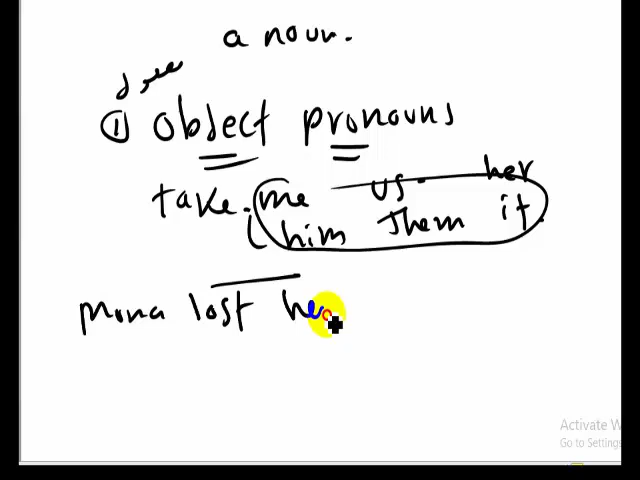 a noun.
① object pronouns
take. me us. her
( him them it
mona lost he
Activate W
Go to Settings